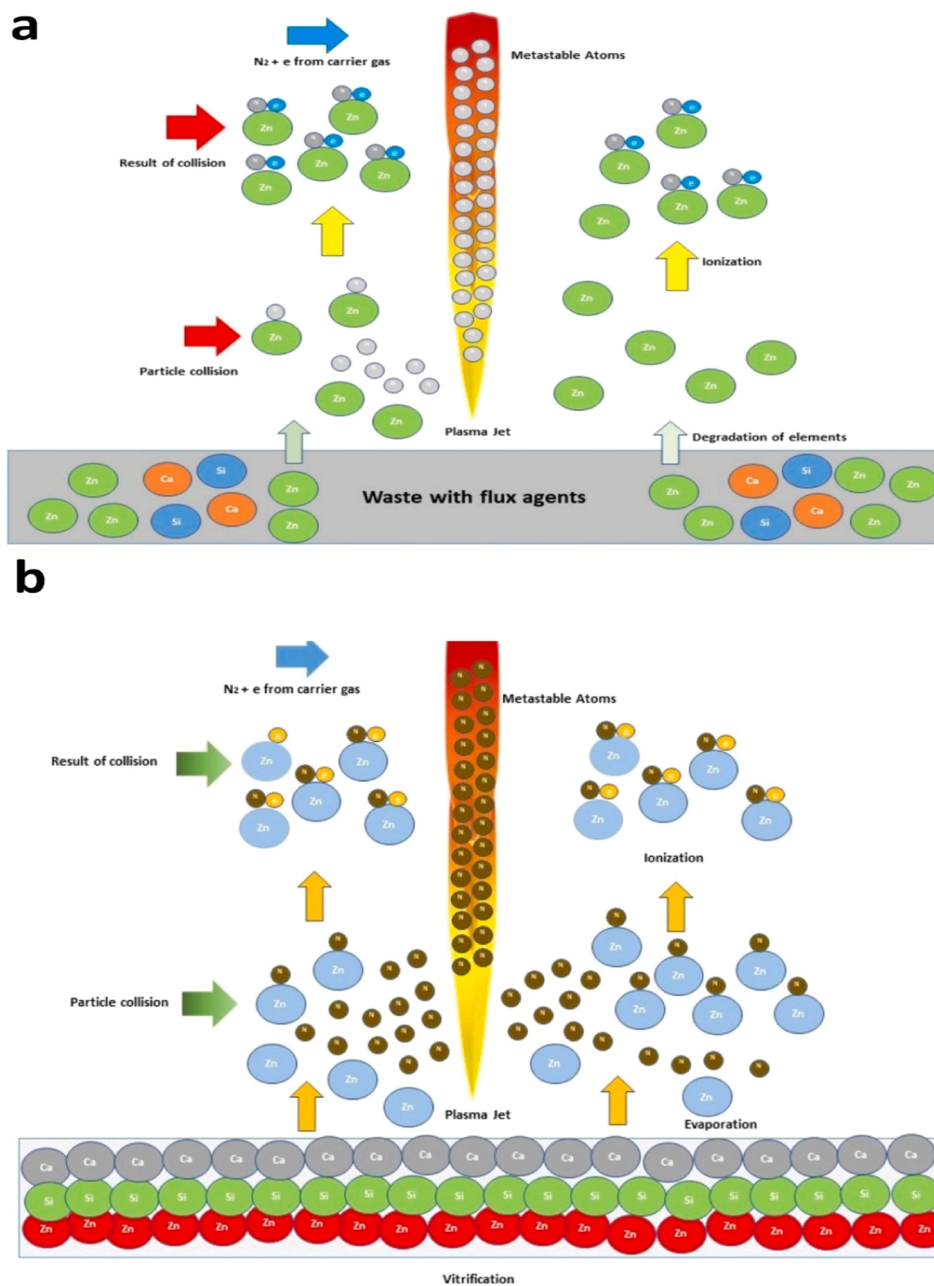 a
N₂ + e from carrier gas
Metastable Atoms
N e N e
Zn Zn
N e
Zn
N e N e
Zn Zn
Result of collision
N e
Zn
N e
Zn
N e N e
Zn Zn
Zn
Ionization
Zn
Zn
Zn
Zn
Zn
Zn
Zn
Particle collision
Zn
Zn
Plasma Jet
Degradation of elements
Zn Ca Si Zn
Zn Zn Si Ca Zn
Waste with flux agents
Zn Ca Si Zn Zn
Zn Si Ca Zn
b
N₂ + e from carrier gas
Metastable Atoms
Result of collision
e
Zn
N e
Zn
N e
Zn
N e
Zn
N e
Zn
N e
Zn
N e
Zn
N e
Zn
N e
Zn
N e
Zn
Ionization
Particle collision
N
Zn
N
Zn
Zn Zn Zn
N N N N N N N N N N N N
N
Zn
N
Zn
N
Zn
N
Zn
N
Zn
N
Zn
Zn Zn
Plasma Jet
Evaporation
Ca Ca Ca Ca Ca Ca Ca Ca Ca Ca Ca Ca Ca Ca Ca Ca
Si Si Si Si Si Si Si Si Si Si Si Si Si Si Si Si
Zn Zn Zn Zn Zn Zn Zn Zn Zn Zn Zn Zn Zn Zn Zn Zn Zn
Vitrification